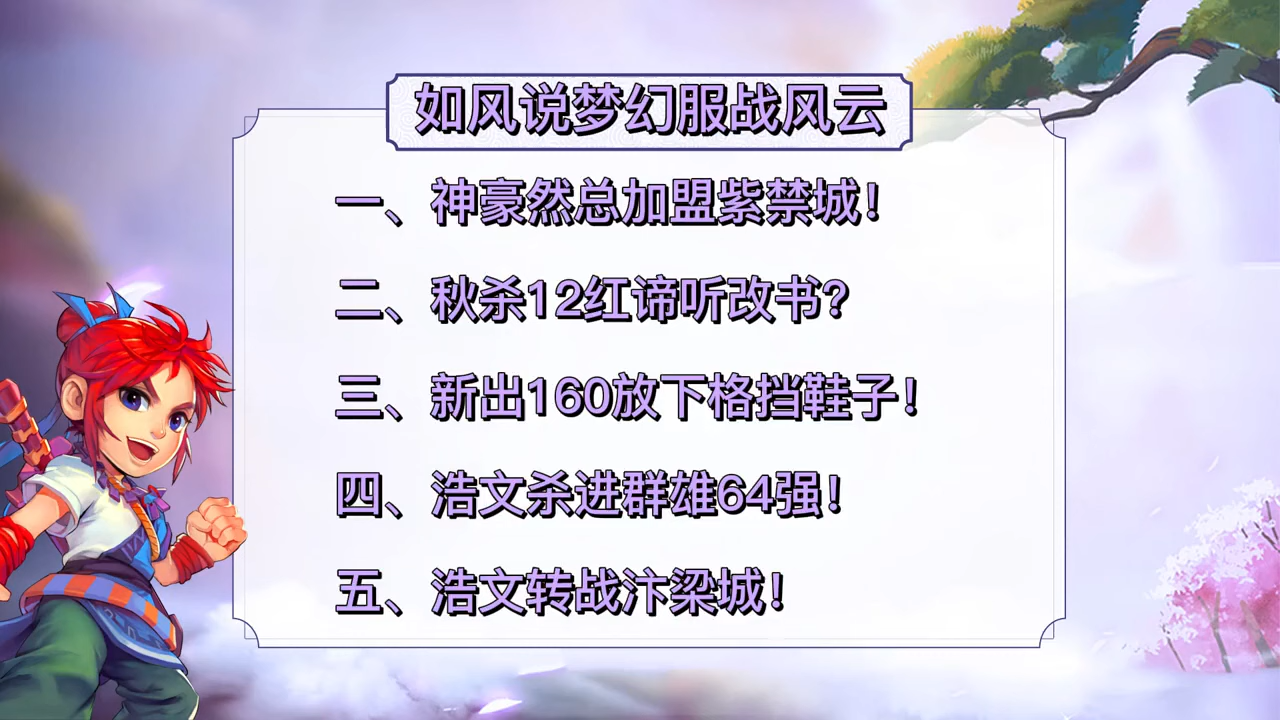 如风说梦幻服战风云
一、神豪然总加盟紫禁城！
二、秋杀12红谛听改书？
三、新出160放下格挡鞋子！
四、浩文杀进群雄64强！
五、浩文转战汴梁城！